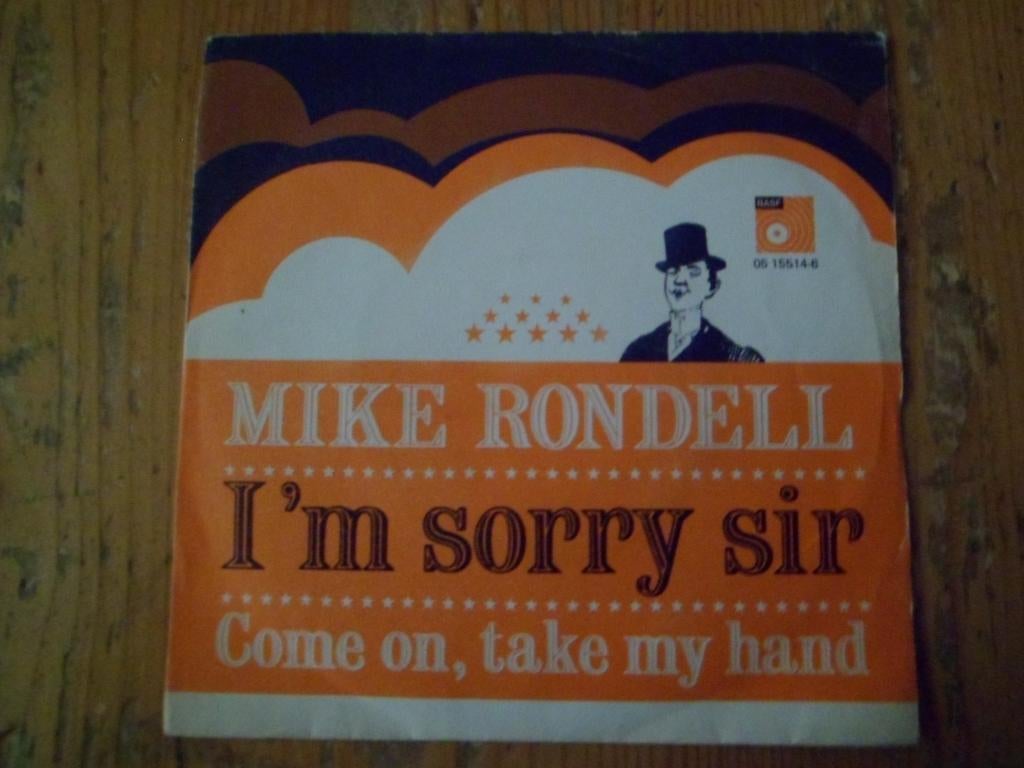 BASF
05 15514-6
MIKE RONDELL
I'm sorry sir
Come on, take my hand